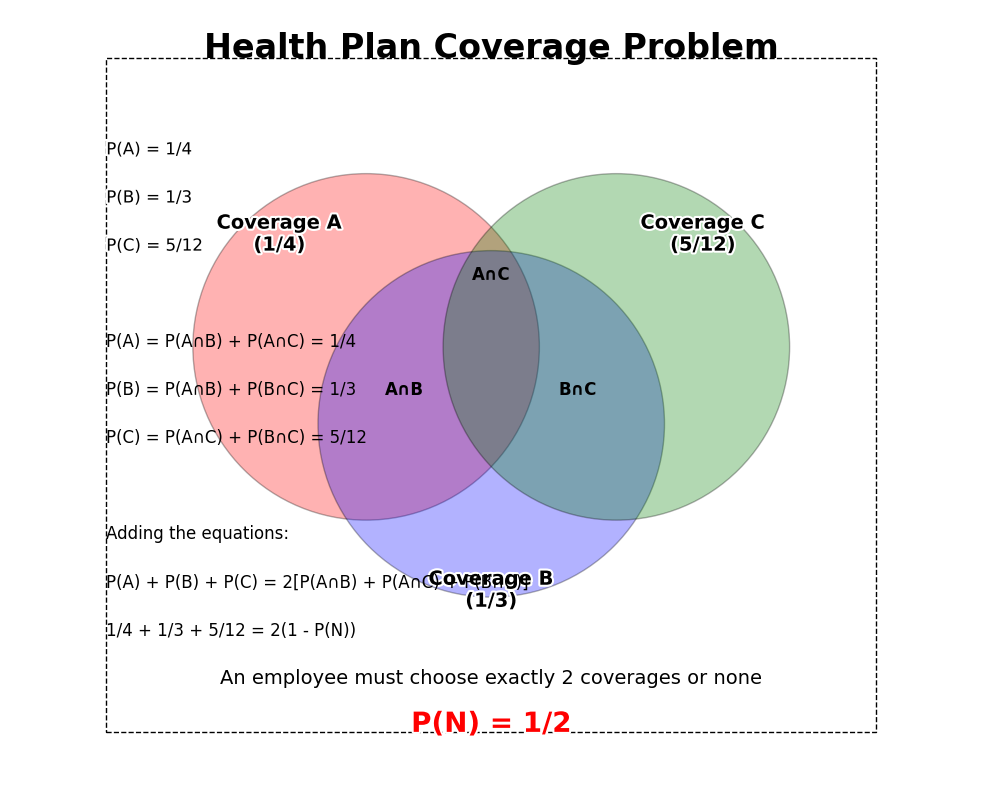 Health Plan Coverage Problem
P(A) = 1/4
P(B) = 1/3
Coverage A
(1/4)
Coverage C
(5/12)
P(C) = 5/12
A∩C
P(A) = P(A∩B) + P(A∩C) = 1/4
P(B) = P(A∩B) + P(B∩C) = 1/3
A∩B
B∩C
P(C) = P(A∩C) + P(B∩C) = 5/12
Adding the equations:
P(A) + P(B) + P(C) = 2[P(A∩B) + P(A∩C) + P(B∩C)]
Coverage B
(1/3)
1/4 + 1/3 + 5/12 = 2(1 - P(N))
An employee must choose exactly 2 coverages or none
P(N) = 1/2